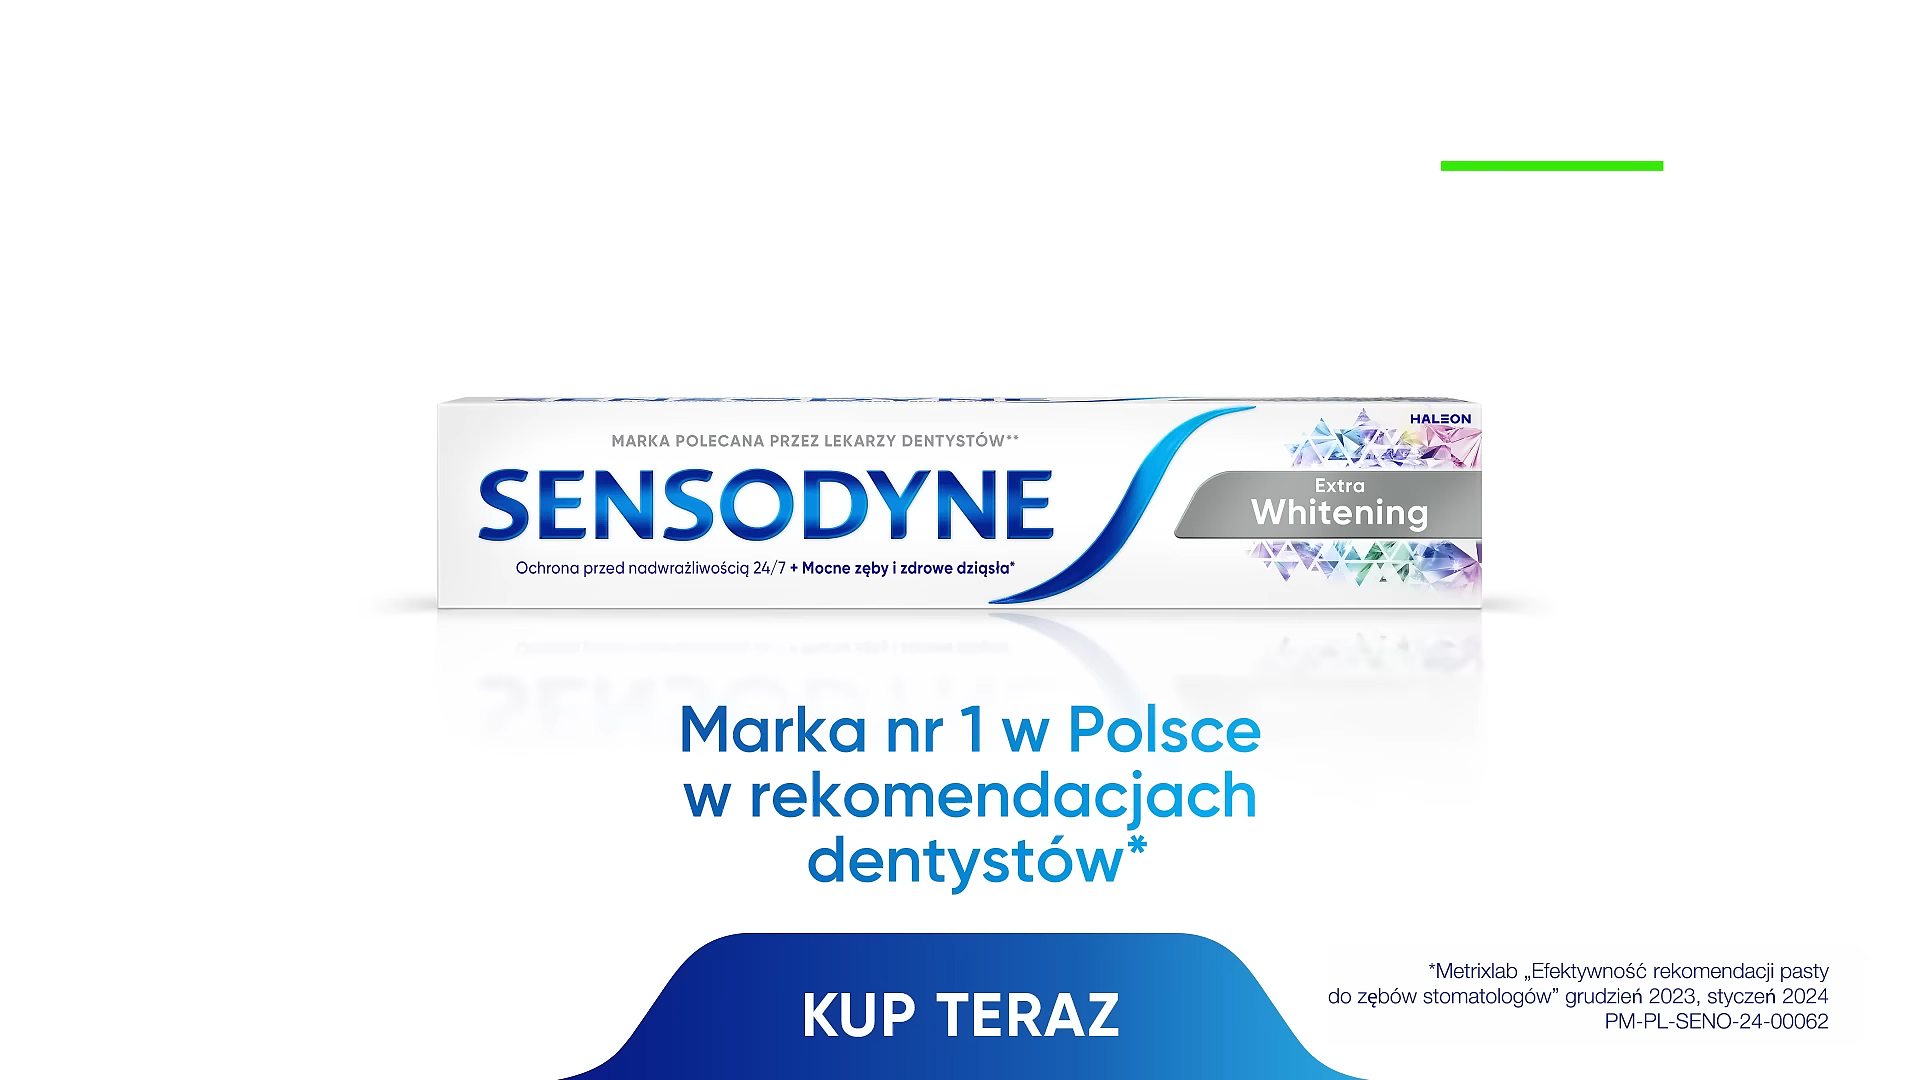 MARKA POLECANA PRZEZ LEKARZY DENTYSTÓW**
SENSODYNE
Ochrona przed nadwrażliwością 24/7 + Mocne zęby i zdrowe dziąsła*
HALEON
Extra
Whitening
Marka nr 1 w Polsce
w rekomendacjach
dentystów*
KUP TERAZ
*Metrixlab „Efektywność rekomendacji pasty
do zębów stomatologów” grudzień 2023, styczeń 2024
PM-PL-SENO-24-00062